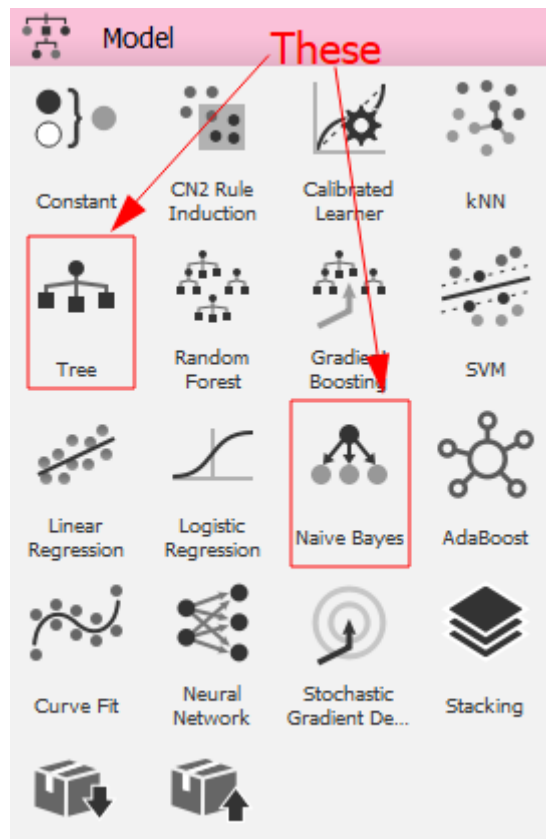 Model
These
Constant
CN2 Rule
Induction
Calibrated
Learner
kNN
Tree
Random
Forest
Gradient
Boosting
SVM
Linear
Regression
Logistic
Regression
Naive Bayes
AdaBoost
Curve Fit
Neural
Network
Stochastic
Gradient De...
Stacking